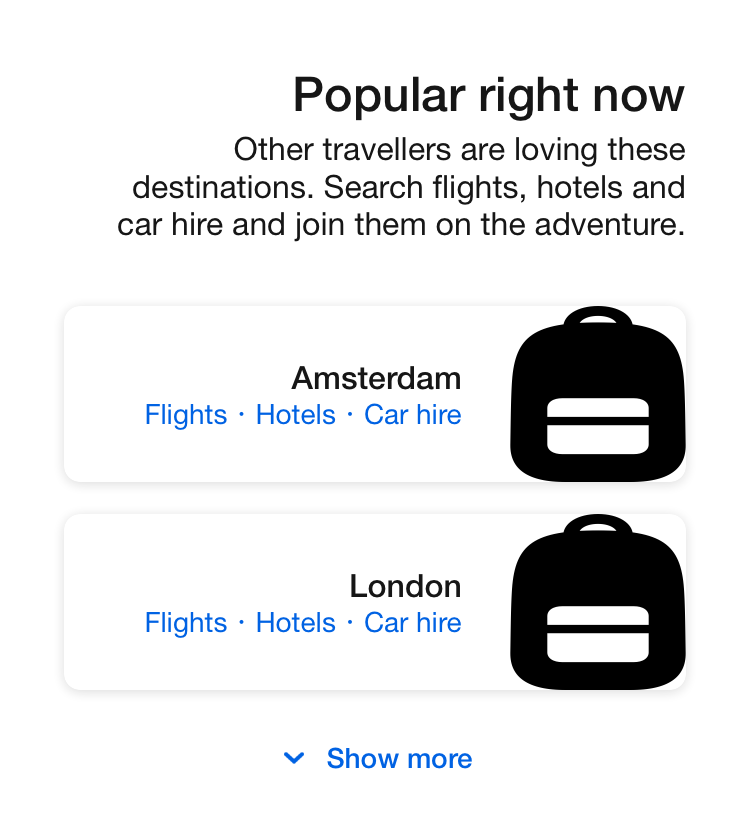 Popular right now
Other travellers are loving these
destinations. Search flights, hotels and
car hire and join them on the adventure.
Amsterdam
Flights · Hotels · Car hire
London
Flights · Hotels · Car hire
Show more